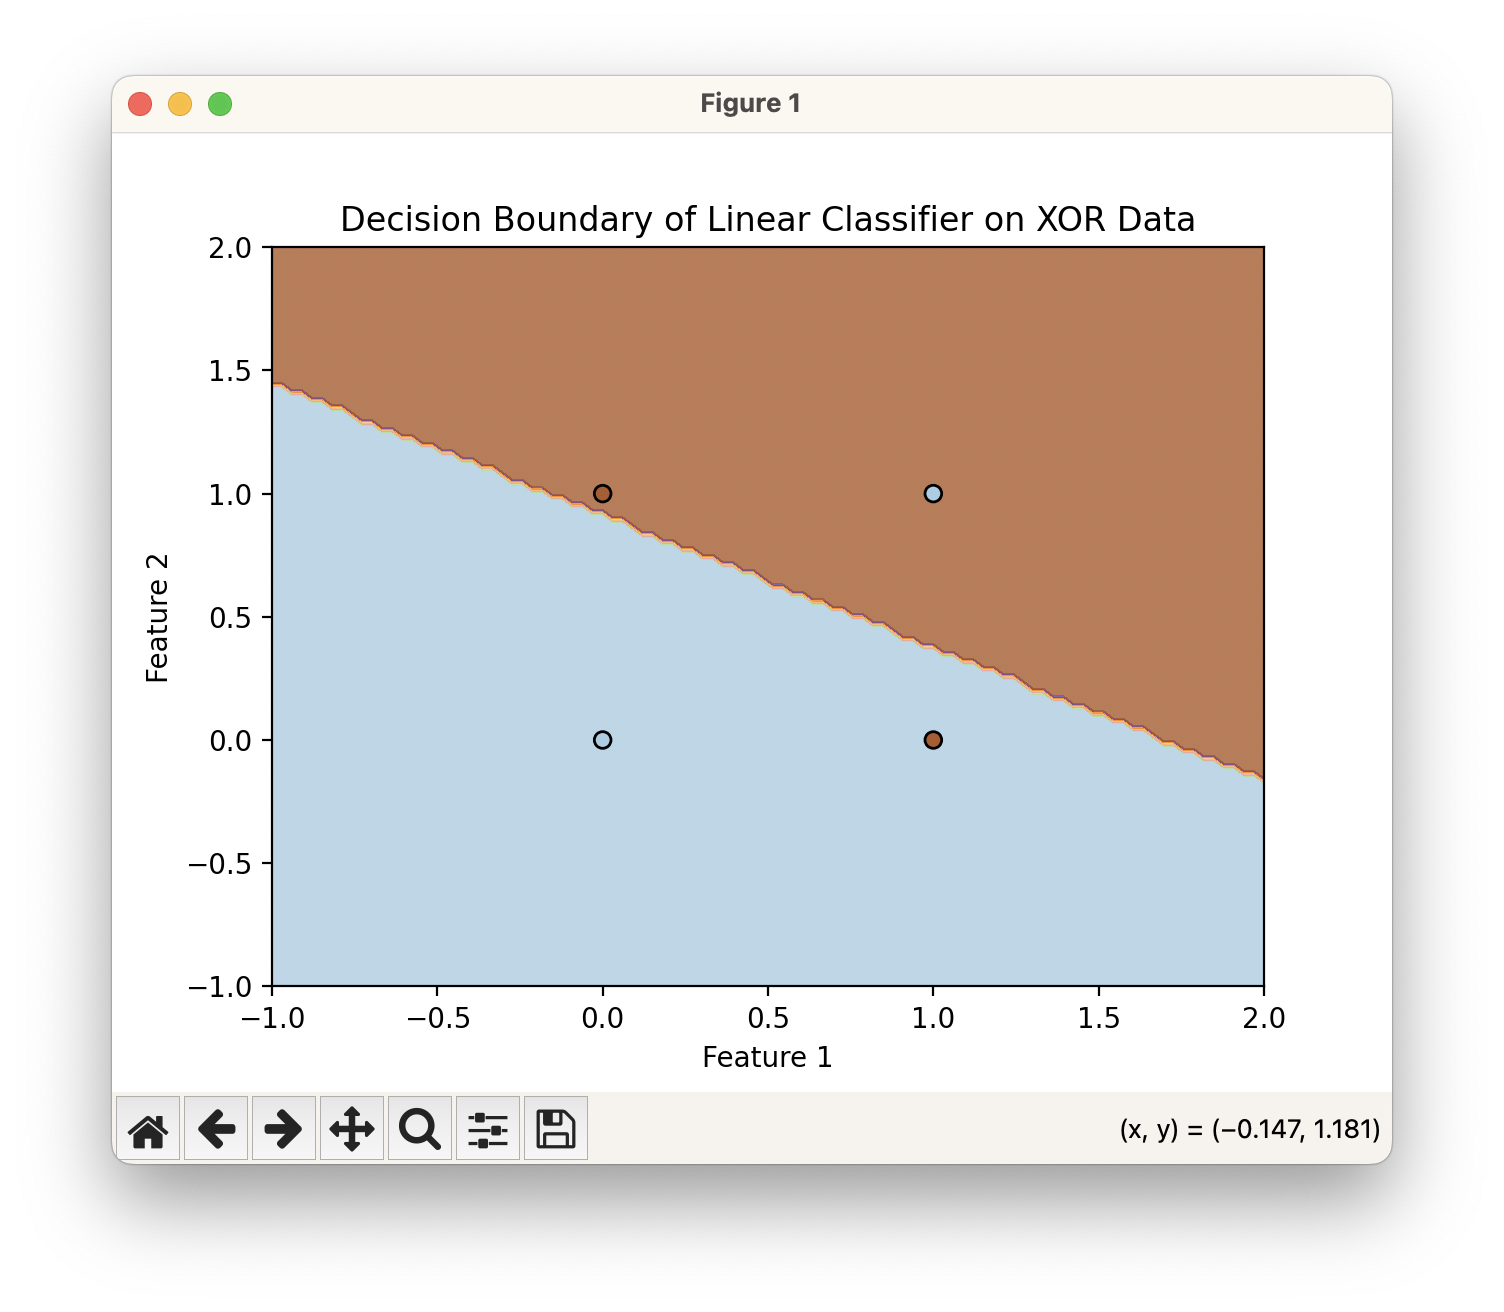 Figure 1
Decision Boundary of Linear Classifier on XOR Data
2.0
1.5
1.0
0.5
0.0
−0.5
−1.0
Feature 2
−1.0 −0.5 0.0 0.5 1.0 1.5 2.0
Feature 1
(x, y) = (−0.147, 1.181)